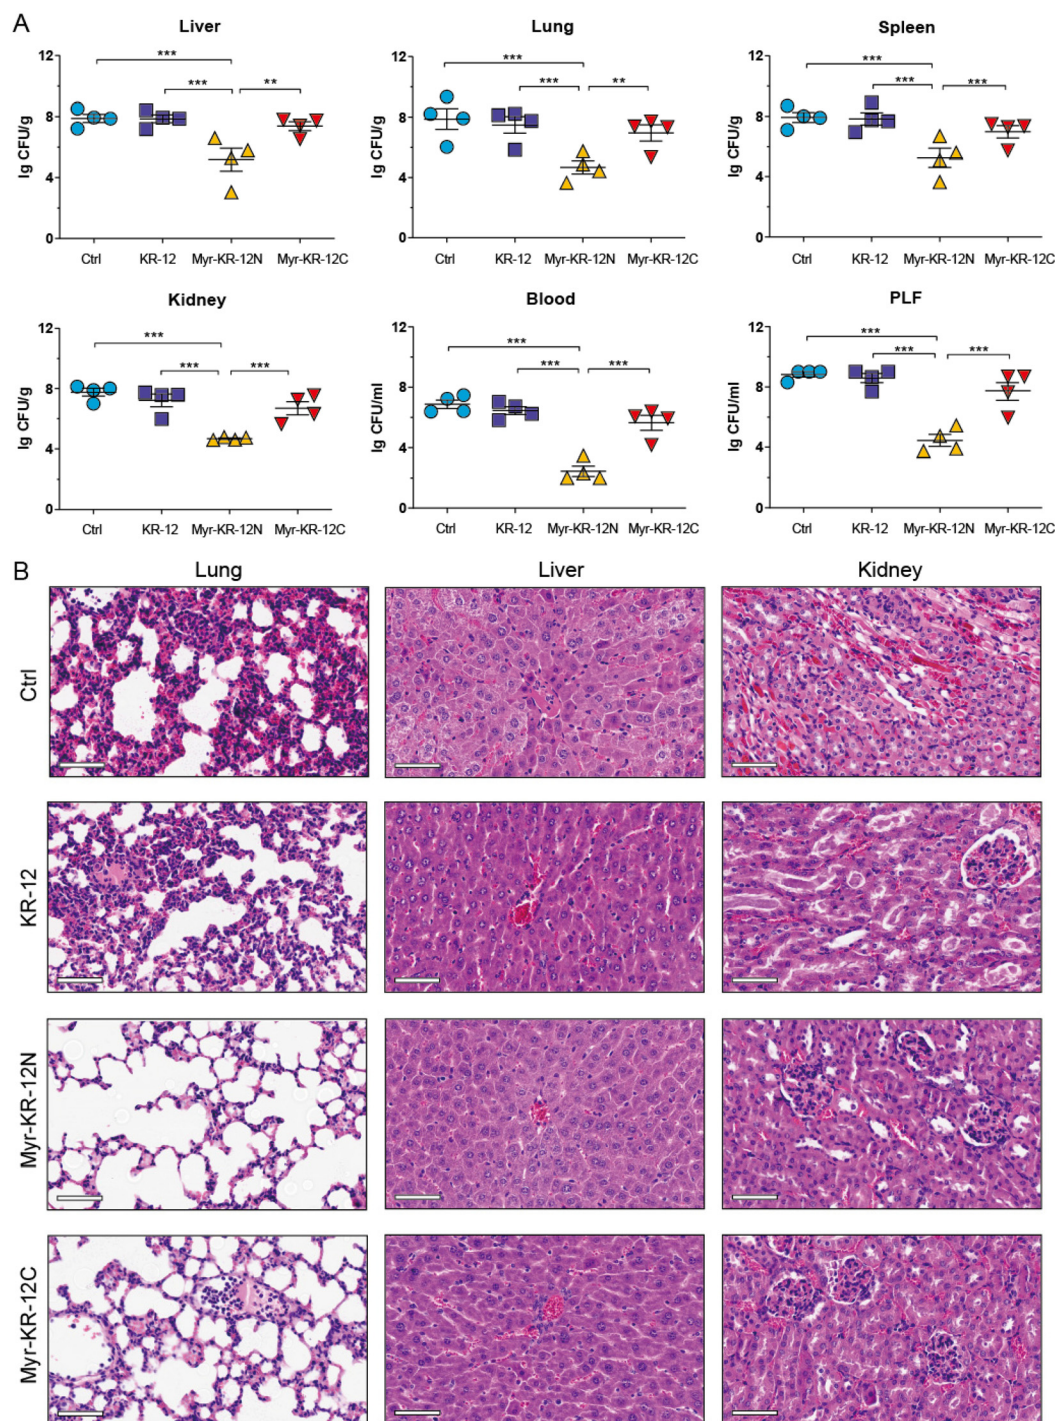 A
Liver
Lung
Spleen
12
8
4
0
lg CFU/g
***
***
**
Ctrl
KR-12
Myr-KR-12N
Myr-KR-12C
12
8
4
0
lg CFU/g
***
***
**
Ctrl
KR-12
Myr-KR-12N
Myr-KR-12C
12
8
4
0
lg CFU/g
***
***
***
Ctrl
KR-12
Myr-KR-12N
Myr-KR-12C
Kidney
Blood
PLF
12
8
4
0
lg CFU/g
***
***
***
Ctrl
KR-12
Myr-KR-12N
Myr-KR-12C
12
8
4
0
lg CFU/ml
***
***
***
Ctrl
KR-12
Myr-KR-12N
Myr-KR-12C
12
8
4
0
lg CFU/ml
***
***
***
Ctrl
KR-12
Myr-KR-12N
Myr-KR-12C
B
Lung
Liver
Kidney
Ctrl
KR-12
Myr-KR-12N
Myr-KR-12C